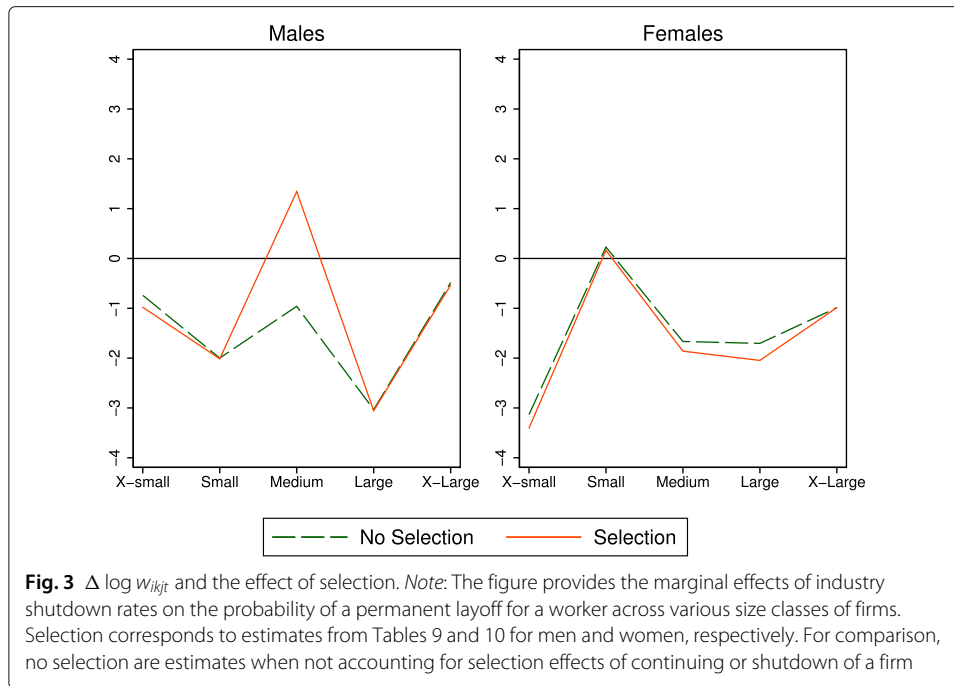 Males
Females
4
3
2
1
0
−1
−2
−3
−4
X−small Small Medium Large X−Large
4
3
2
1
0
−1
−2
−3
−4
X−small Small Medium Large X−Large
No Selection Selection
Fig. 3 Δ log w_ikjt and the effect of selection. Note: The figure provides the marginal effects of industry
shutdown rates on the probability of a permanent layoff for a worker across various size classes of firms.
Selection corresponds to estimates from Tables 9 and 10 for men and women, respectively. For comparison,
no selection are estimates when not accounting for selection effects of continuing or shutdown of a firm